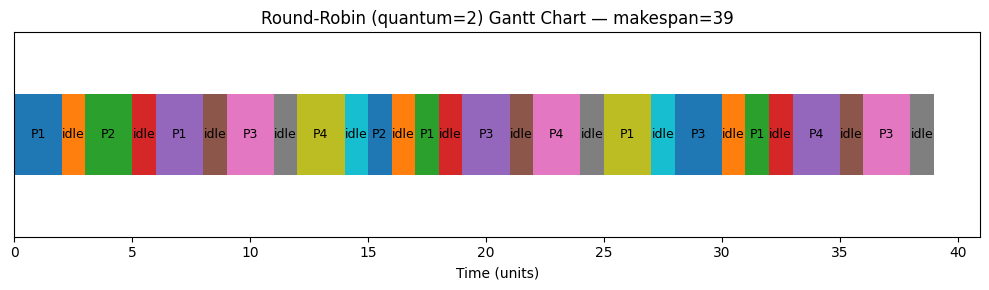 Round-Robin (quantum=2) Gantt Chart — makespan=39
P1 idle P2 idle P1 idle P3 idle P4 idle P2 idle P1 idle P3 idle P4 idle P1 idle P3 idle P1 idle P4 idle P3 idle
0 5 10 15 20 25 30 35 40
Time (units)